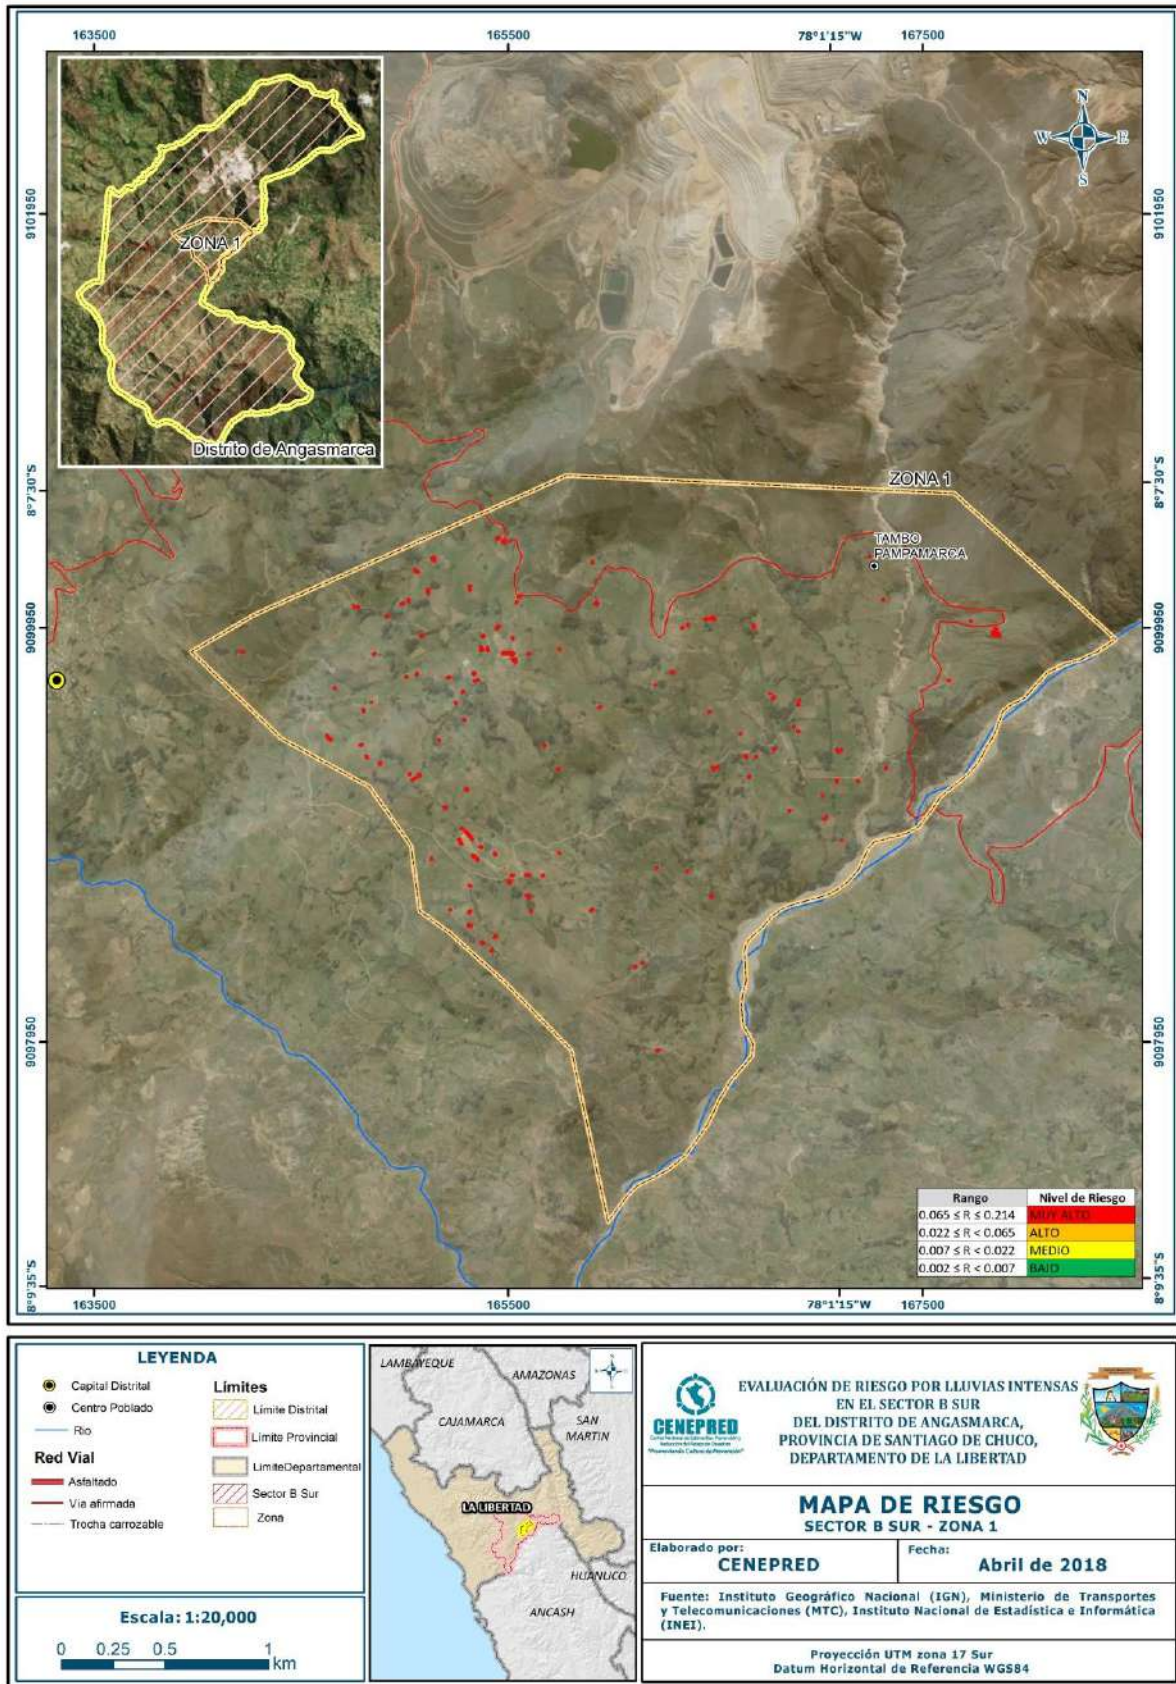 163500
165500
78°1'15"W
167500
N
W
E
S
ZONA 1
Distrito de Angasmarca
9101950
9101950
8°7'30"S
8°7'30"S
ZONA 1
TAMBO
PAMPAMARCA
9099950
9099950
9097950
9097950
Rango Nivel de Riesgo
0.065 ≤ R ≤ 0.214 MUY ALTO
0.022 ≤ R < 0.065 ALTO
0.007 ≤ R < 0.022 MEDIO
0.002 ≤ R < 0.007 BAJO
8°9'35"S
8°9'35"S
163500
165500
78°1'15"W
167500
LEYENDA
Capital Distrital
Centro Poblado
Rio
Red Vial
Asfaltado
Via afirmada
Trocha carrozable
Límites
Límite Distrital
Límite Provincial
LimiteDepartamental
Sector B Sur
Zona
Escala: 1:20,000
0 0.25 0.5 1
km
LAMBAYEQUE
AMAZONAS
CAJAMARCA
SAN
MARTIN
LA LIBERTAD
HUANUCO
ANCASH
CENEPRED
EVALUACIÓN DE RIESGO POR LLUVIAS INTENSAS
EN EL SECTOR B SUR
DEL DISTRITO DE ANGASMARCA,
PROVINCIA DE SANTIAGO DE CHUCO,
DEPARTAMENTO DE LA LIBERTAD
MAPA DE RIESGO
SECTOR B SUR - ZONA 1
Elaborado por:
CENEPRED
Fecha:
Abril de 2018
Fuente: Instituto Geográfico Nacional (IGN), Ministerio de Transportes
y Telecomunicaciones (MTC), Instituto Nacional de Estadística e Informática
(INEI).
Proyección UTM zona 17 Sur
Datum Horizontal de Referencia WGS84